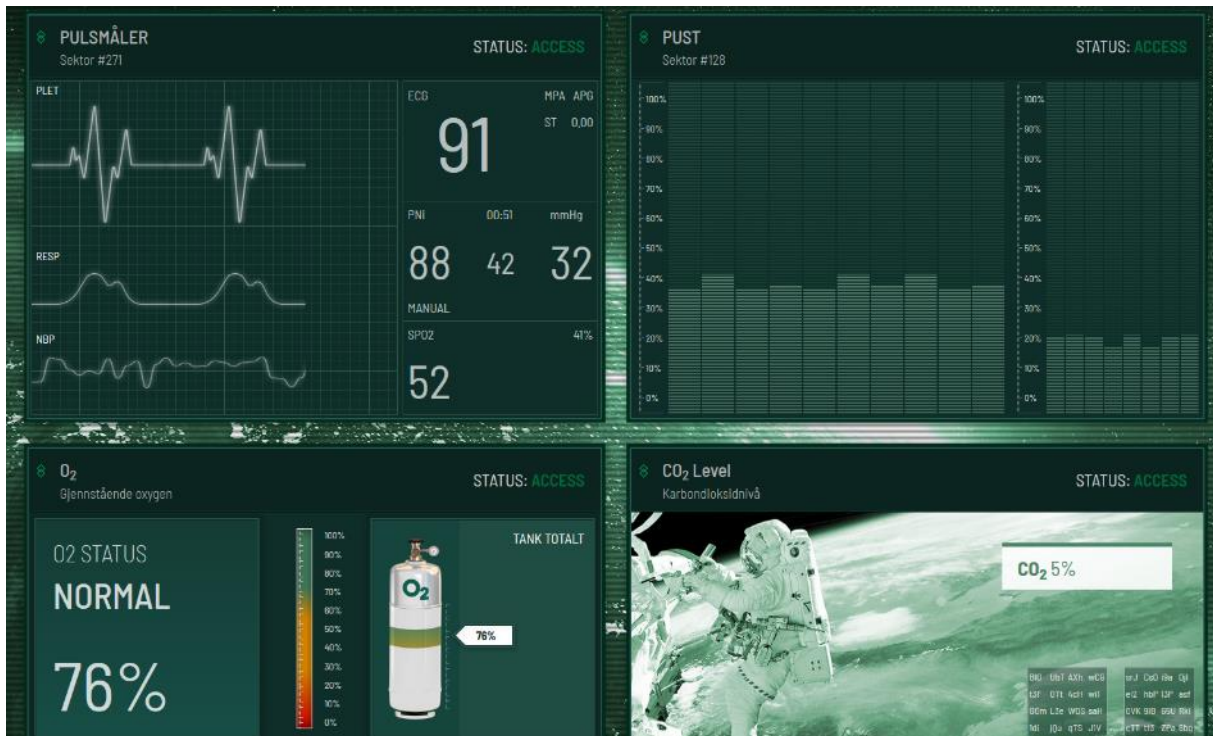 PULSMÅLER
Sektor #271
STATUS: ACCESS
PLET
RESP
NBP
ECG MPA APG
91 ST 0,00
PNI 00:51 mmHg
88 42 32
MANUAL
SPO2 41%
52
PUST
Sektor #128
STATUS: ACCESS
100%
90%
80%
70%
60%
50%
40%
30%
20%
10%
0%
100%
90%
80%
70%
60%
50%
40%
30%
20%
10%
0%
O₂
Gjennstående oxygen
STATUS: ACCESS
O2 STATUS
NORMAL
76%
100%
90%
80%
70%
60%
50%
40%
30%
20%
10%
0%
O₂
TANK TOTALT
76%
CO₂ Level
Karbondioksidnivå
STATUS: ACCESS
CO₂ 5%